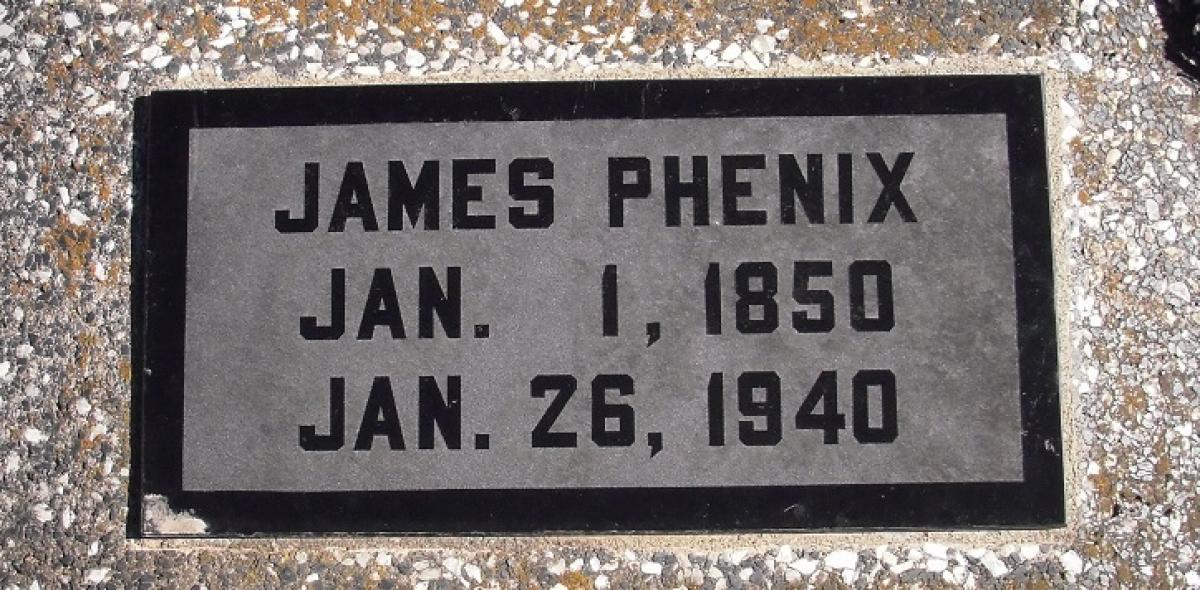 JAMES PHENIX
JAN. 1, 1850
JAN. 26, 1940